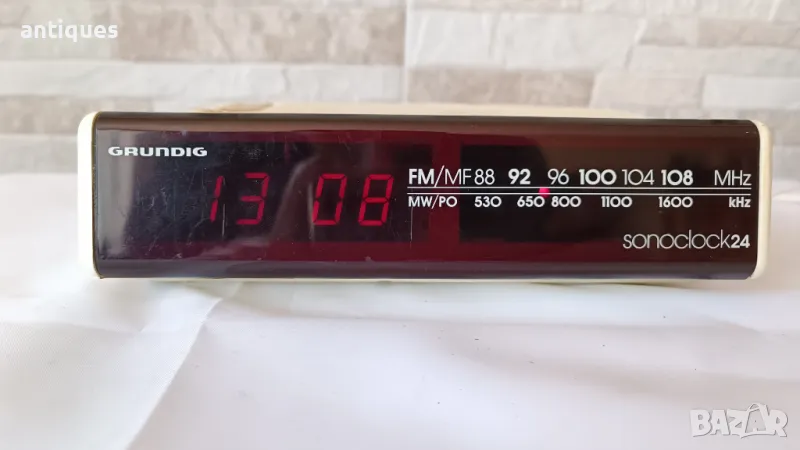 antiques
GRUNDIG
13 08
FM/MF 88 92 96 100 104 108 MHz
MW/PO 530 650 800 1100 1600 kHz
sonoclock24
BAZAR